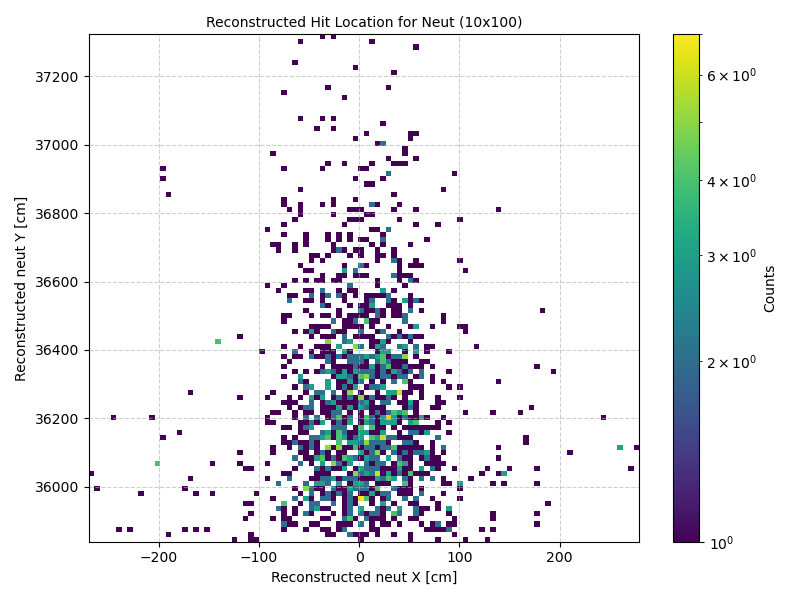 Reconstructed Hit Location for Neut (10x100)
Reconstructed neut Y [cm]
37200
37000
36800
36600
36400
36200
36000
−200
−100
0
100
200
Reconstructed neut X [cm]
6 × 10⁰
4 × 10⁰
3 × 10⁰
2 × 10⁰
10⁰
Counts